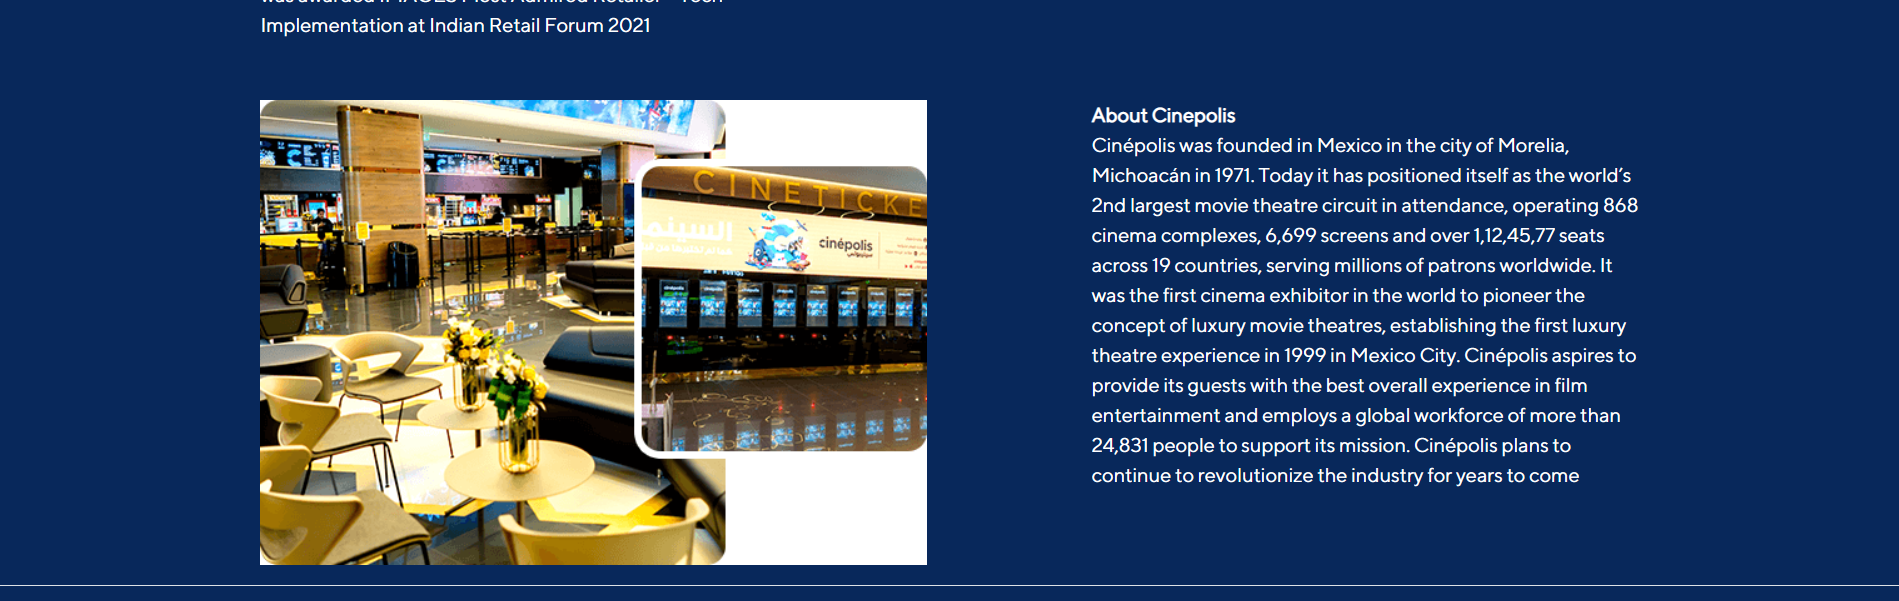 Implementation at Indian Retail Forum 2021
CINETICKE
السينما
cinépolis
سينيبوليس
About Cinepolis
Cinépolis was founded in Mexico in the city of Morelia,
Michoacán in 1971. Today it has positioned itself as the world’s
2nd largest movie theatre circuit in attendance, operating 868
cinema complexes, 6,699 screens and over 1,12,45,77 seats
across 19 countries, serving millions of patrons worldwide. It
was the first cinema exhibitor in the world to pioneer the
concept of luxury movie theatres, establishing the first luxury
theatre experience in 1999 in Mexico City. Cinépolis aspires to
provide its guests with the best overall experience in film
entertainment and employs a global workforce of more than
24,831 people to support its mission. Cinépolis plans to
continue to revolutionize the industry for years to come